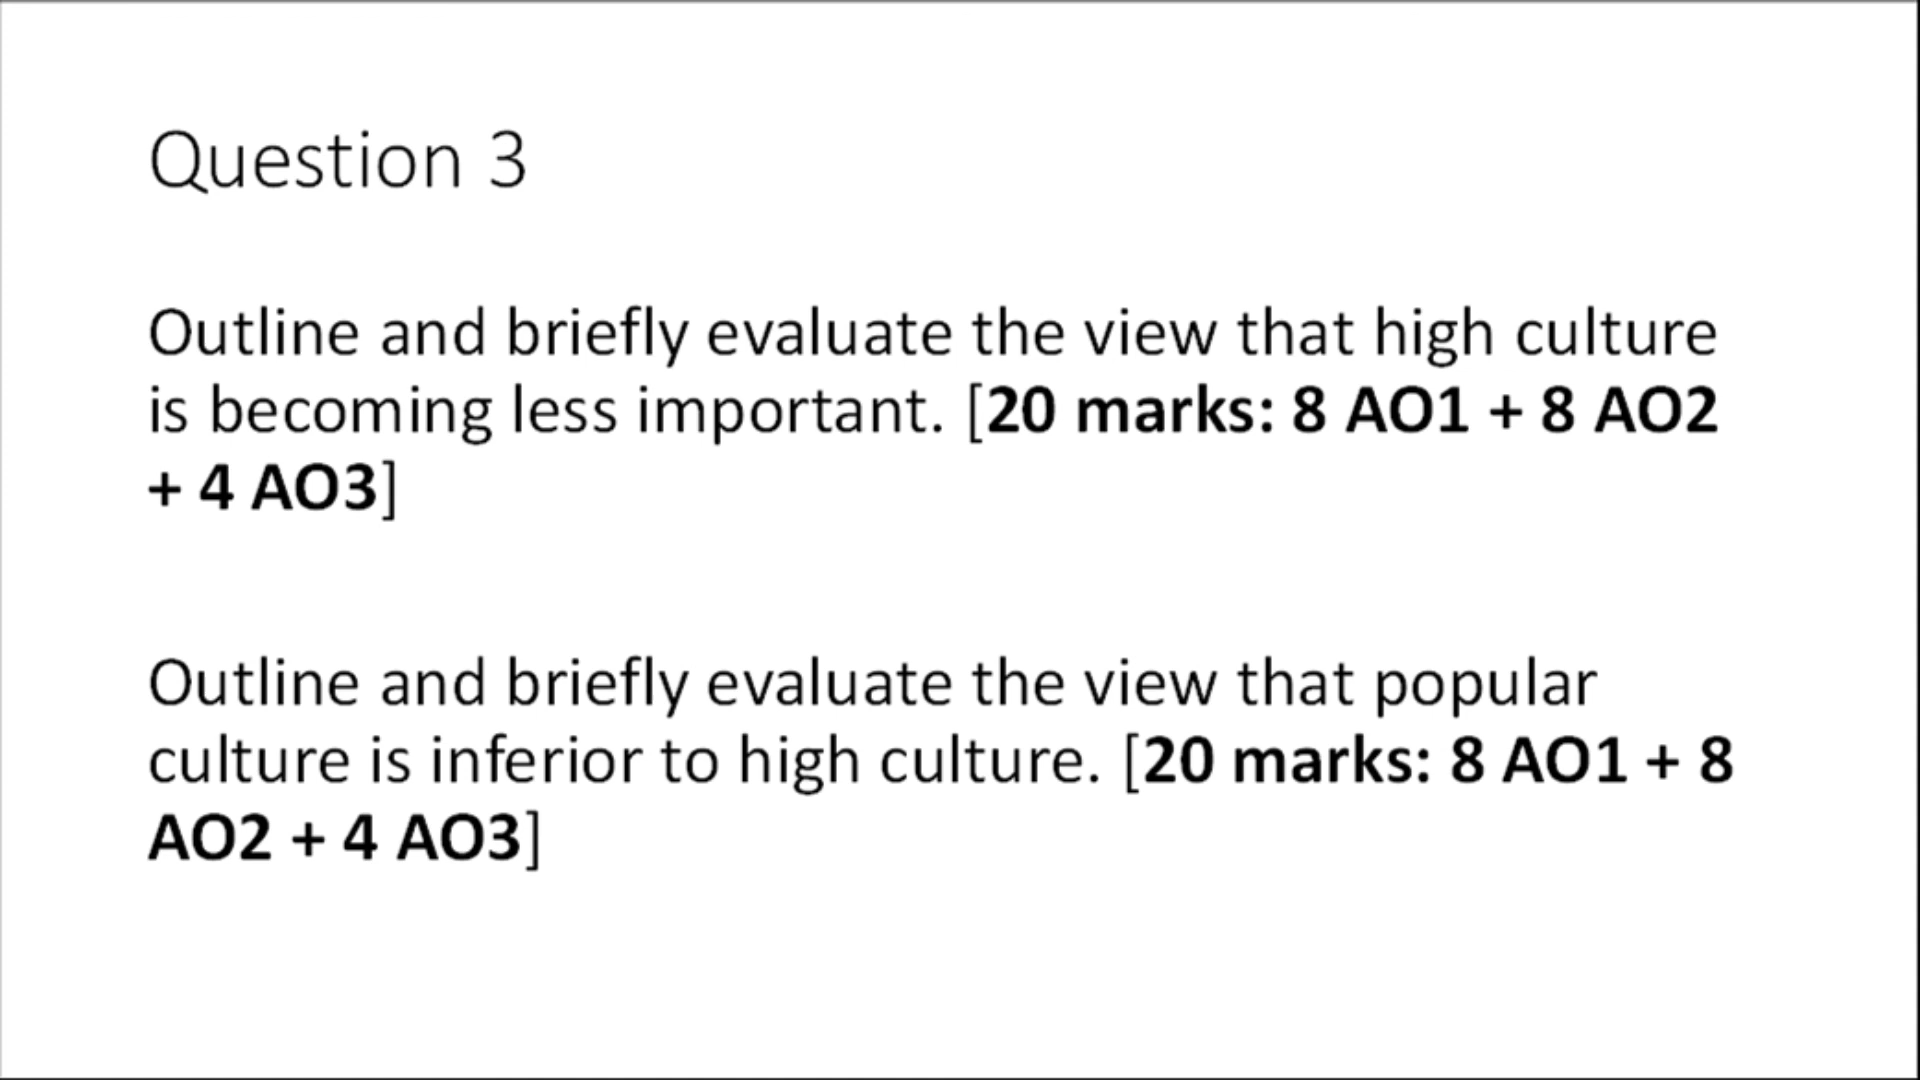 Question 3
Outline and briefly evaluate the view that high culture
is becoming less important. [20 marks: 8 AO1 + 8 AO2
+ 4 AO3]
Outline and briefly evaluate the view that popular
culture is inferior to high culture. [20 marks: 8 AO1 + 8
AO2 + 4 AO3]